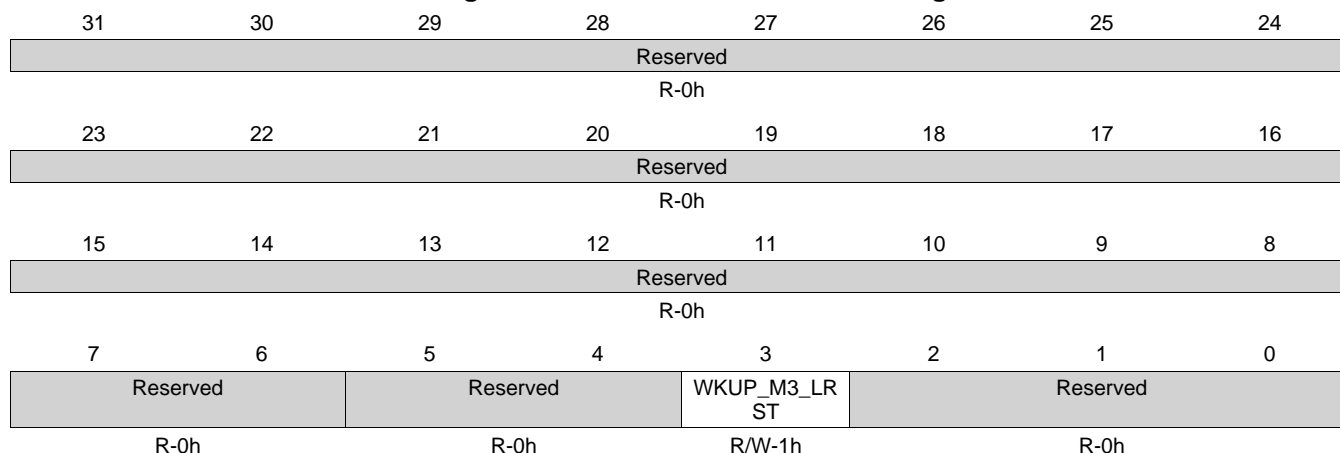 31 30 29 28 27 26 25 24
Reserved
R-0h
23 22 21 20 19 18 17 16
Reserved
R-0h
15 14 13 12 11 10 9 8
Reserved
R-0h
7 6 5 4 3 2 1 0
Reserved Reserved WKUP_M3_LR Reserved
ST
R-0h R-0h R/W-1h R-0h